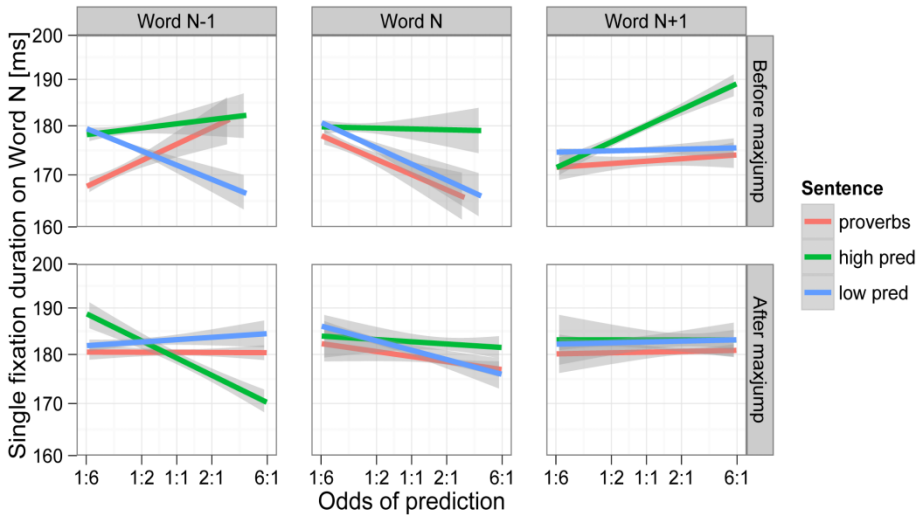 Word N-1
Word N
Word N+1
200
190
180
170
160
Before maxjump
200
190
180
170
160
After maxjump
Single fixation duration on Word N [ms]
1:6 1:2 1:1 2:1 6:1
1:6 1:2 1:1 2:1 6:1
1:6 1:2 1:1 2:1 6:1
Odds of prediction
Sentence
proverbs
high pred
low pred